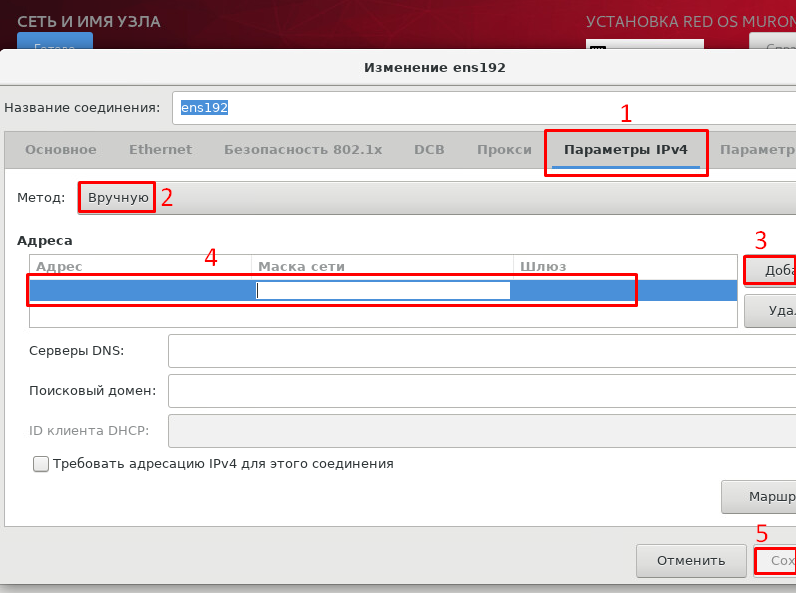 СЕТЬ И ИМЯ УЗЛА
УСТАНОВКА RED OS MUROM
Готово
Спра
Изменение ens192
Название соединения: ens192
1
Основное Ethernet Безопасность 802.1x DCB Прокси Параметры IPv4 Параметр
Метод: Вручную 2
Адреса
4
3
Адрес Маска сети Шлюз
Доба
Удал
Серверы DNS:
Поисковый домен:
ID клиента DHCP:
Требовать адресацию IPv4 для этого соединения
Маршр
5
Отменить Сох